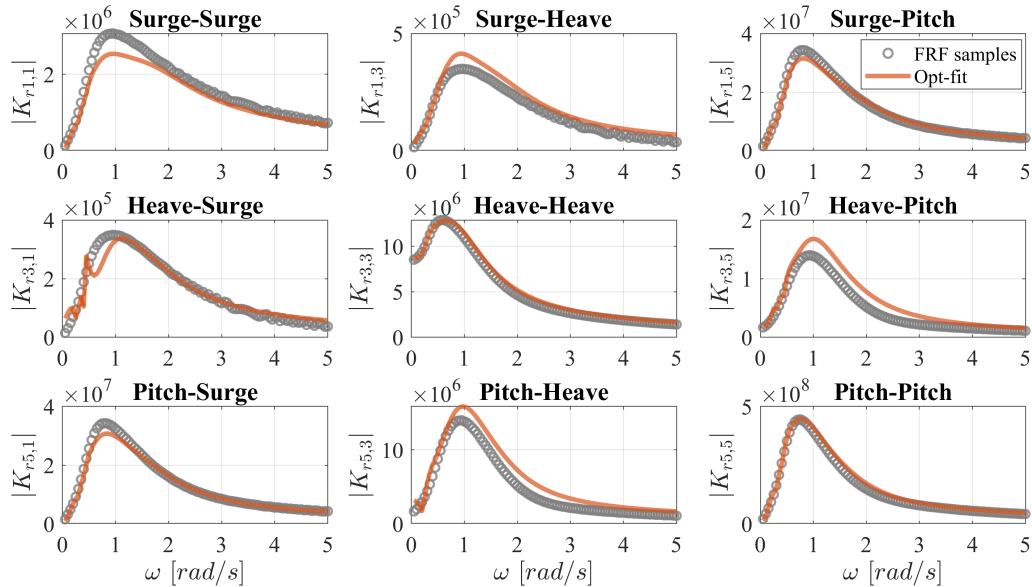 Surge-Surge
×10^6
|K_{r1,1}|
2
0
0 1 2 3 4 5
Surge-Heave
×10^5
|K_{r1,3}|
5
0
0 1 2 3 4 5
Surge-Pitch
×10^7
|K_{r1,5}|
4
2
0
0 1 2 3 4 5
FRF samples
Opt-fit
Heave-Surge
×10^5
|K_{r3,1}|
4
2
0
0 1 2 3 4 5
Heave-Heave
×10^6
|K_{r3,3}|
10
5
0
0 1 2 3 4 5
Heave-Pitch
×10^7
|K_{r3,5}|
2
1
0
0 1 2 3 4 5
Pitch-Surge
×10^7
|K_{r5,1}|
4
2
0
0 1 2 3 4 5
ω [rad/s]
Pitch-Heave
×10^6
|K_{r5,3}|
10
0
0 1 2 3 4 5
ω [rad/s]
Pitch-Pitch
×10^8
|K_{r5,5}|
5
0
0 1 2 3 4 5
ω [rad/s]